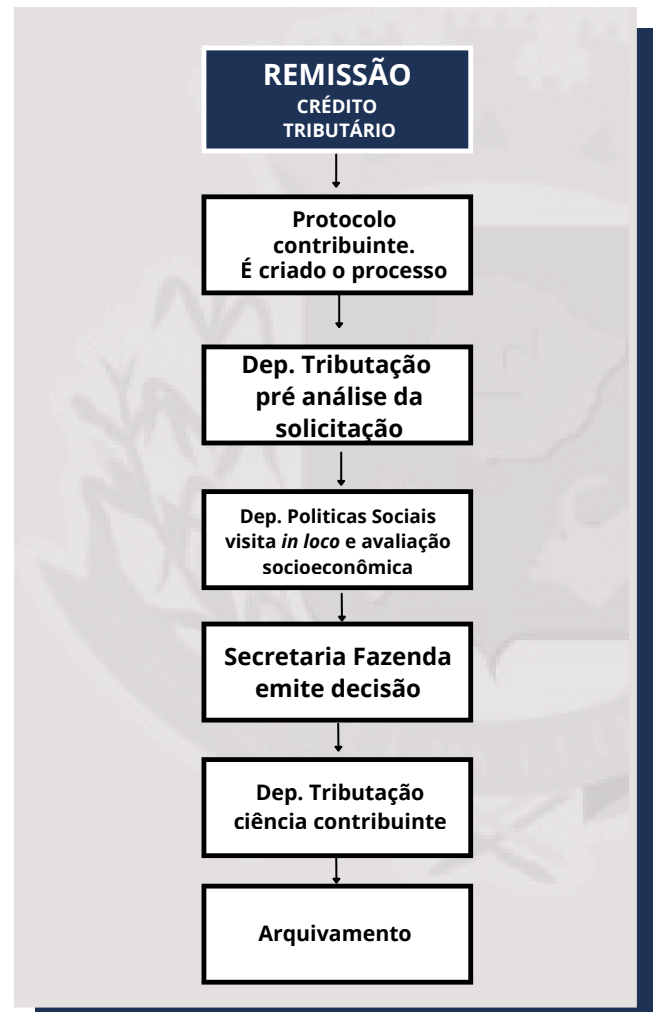 REMISSÃO
CRÉDITO
TRIBUTÁRIO
Protocolo
contribuinte.
É criado o processo
Dep. Tributação
pré análise da
solicitação
Dep. Politicas Sociais
visita in loco e avaliação
socioeconômica
Secretaria Fazenda
emite decisão
Dep. Tributação
ciência contribuinte
Arquivamento